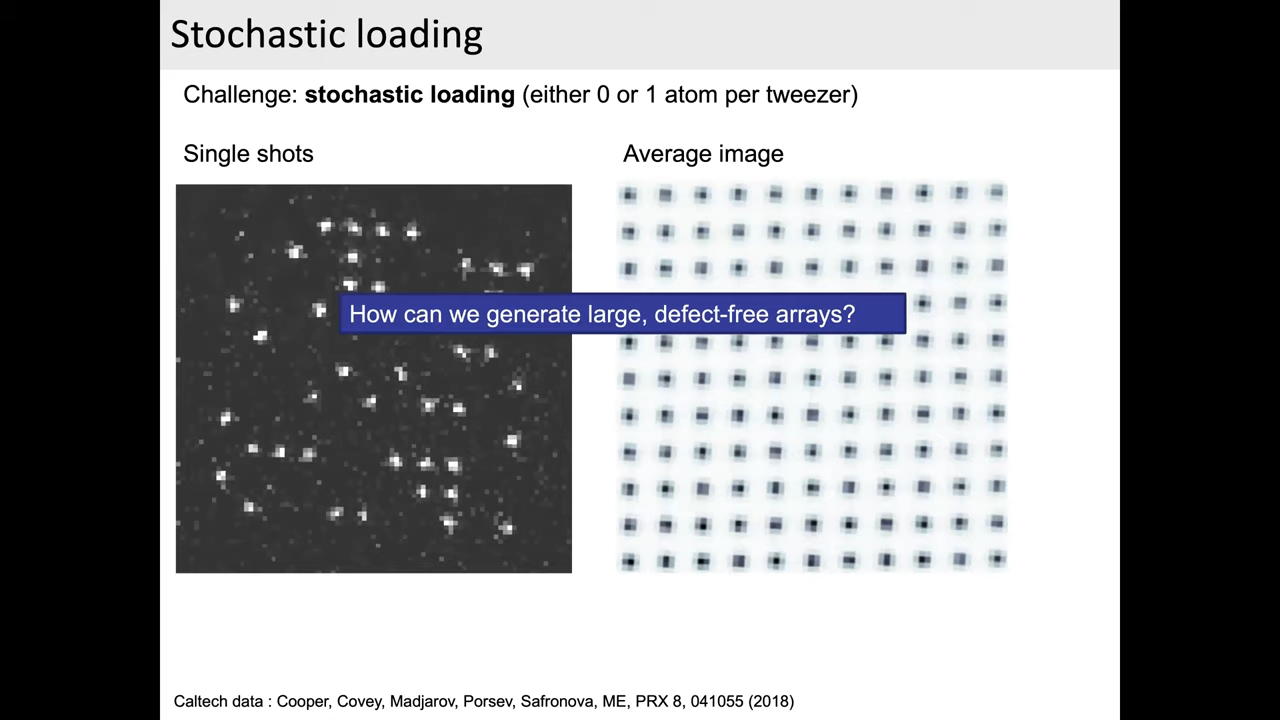 Stochastic loading
Challenge: stochastic loading (either 0 or 1 atom per tweezer)
Single shots
Average image
How can we generate large, defect-free arrays?
Caltech data : Cooper, Covey, Madjarov, Porsev, Safronova, ME, PRX 8, 041055 (2018)